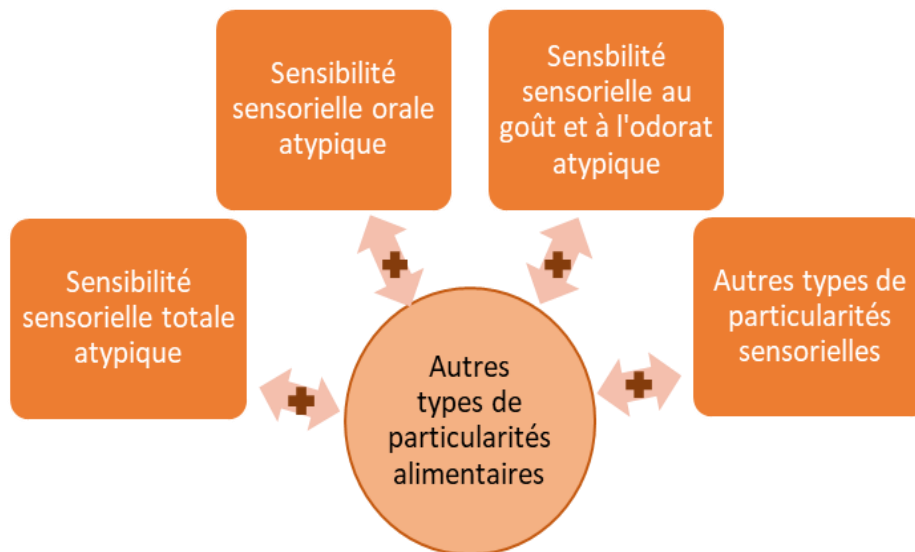 Sensibilité
sensorielle orale
atypique
Sensbilité
sensorielle au
goût et à l'odorat
atypique
Sensibilité
sensorielle totale
atypique
Autres types de
particularités
sensorielles
Autres
types de
particularités
alimentaires